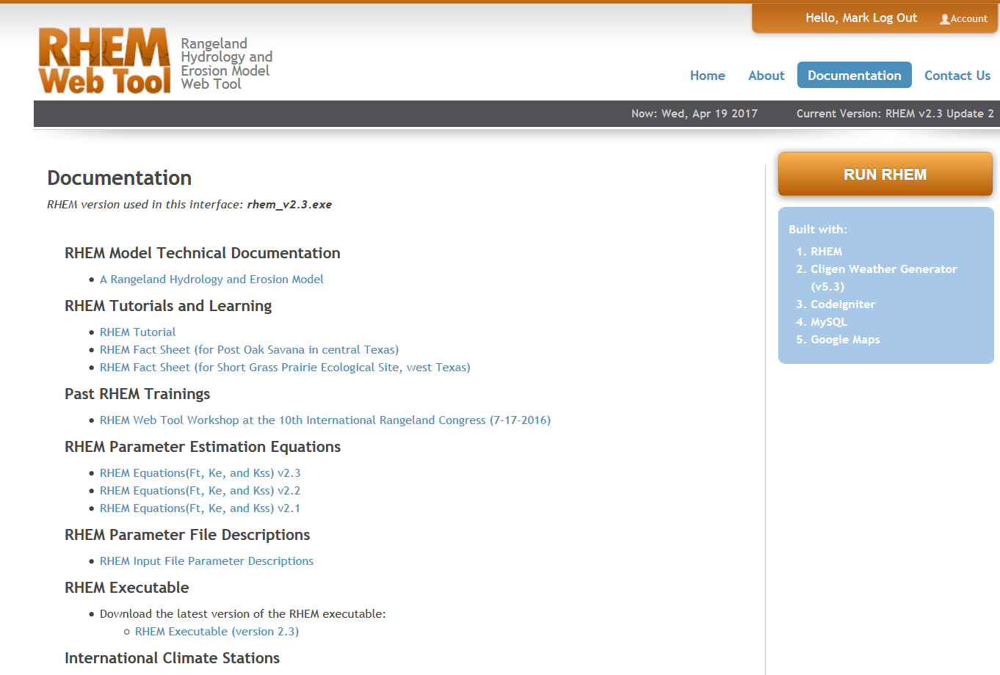 Hello, Mark Log Out
Account
RHEM
Web Tool
Rangeland
Hydrology and
Erosion Model
Web Tool
Home
About
Documentation
Contact Us
Now: Wed, Apr 19 2017
Current Version: RHEM v2.3 Update 2
Documentation
RHEM version used in this interface: rhem_v2.3.exe
RHEM Model Technical Documentation
• A Rangeland Hydrology and Erosion Model
RHEM Tutorials and Learning
• RHEM Tutorial
• RHEM Fact Sheet (for Post Oak Savana in central Texas)
• RHEM Fact Sheet (for Short Grass Prairie Ecological Site, west Texas)
Past RHEM Trainings
• RHEM Web Tool Workshop at the 10th International Rangeland Congress (7-17-2016)
RHEM Parameter Estimation Equations
• RHEM Equations(Ft, Ke, and Kss) v2.3
• RHEM Equations(Ft, Ke, and Kss) v2.2
• RHEM Equations(Ft, Ke, and Kss) v2.1
RHEM Parameter File Descriptions
• RHEM Input File Parameter Descriptions
RHEM Executable
• Download the latest version of the RHEM executable:
○ RHEM Executable (version 2.3)
International Climate Stations
RUN RHEM
Built with:
1. RHEM
2. Cligen Weather Generator
(v5.3)
3. CodeIgniter
4. MySQL
5. Google Maps